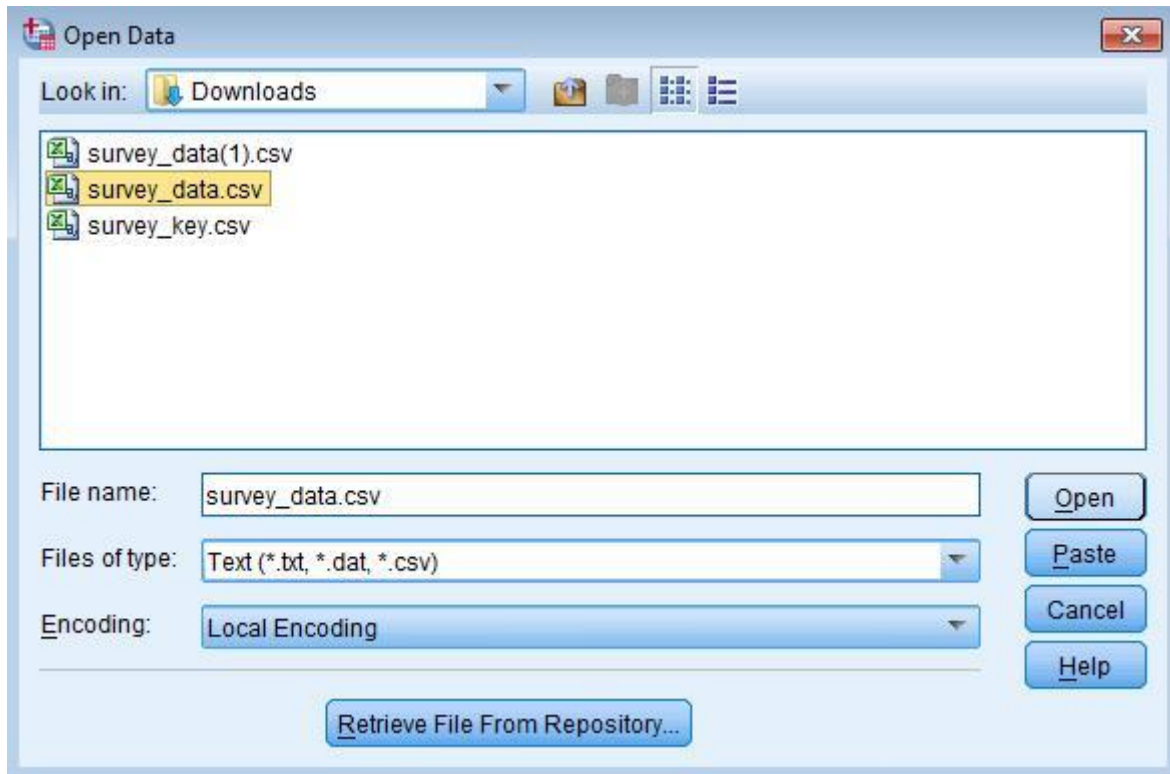 Open Data
Look in: Downloads
survey_data(1).csv
survey_data.csv
survey_key.csv
File name: survey_data.csv Open
Files of type: Text (*.txt, *.dat, *.csv) Paste
Encoding: Local Encoding Cancel
Help
Retrieve File From Repository...